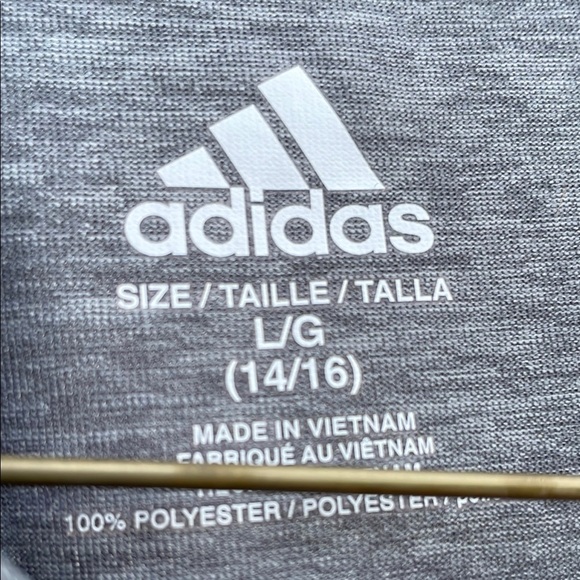 adidas
SIZE / TAILLE / TALLA
L/G
(14/16)
MADE IN VIETNAM
FABRIQUÉ AU VIÊTNAM
100% POLYESTER / POLYESTER /